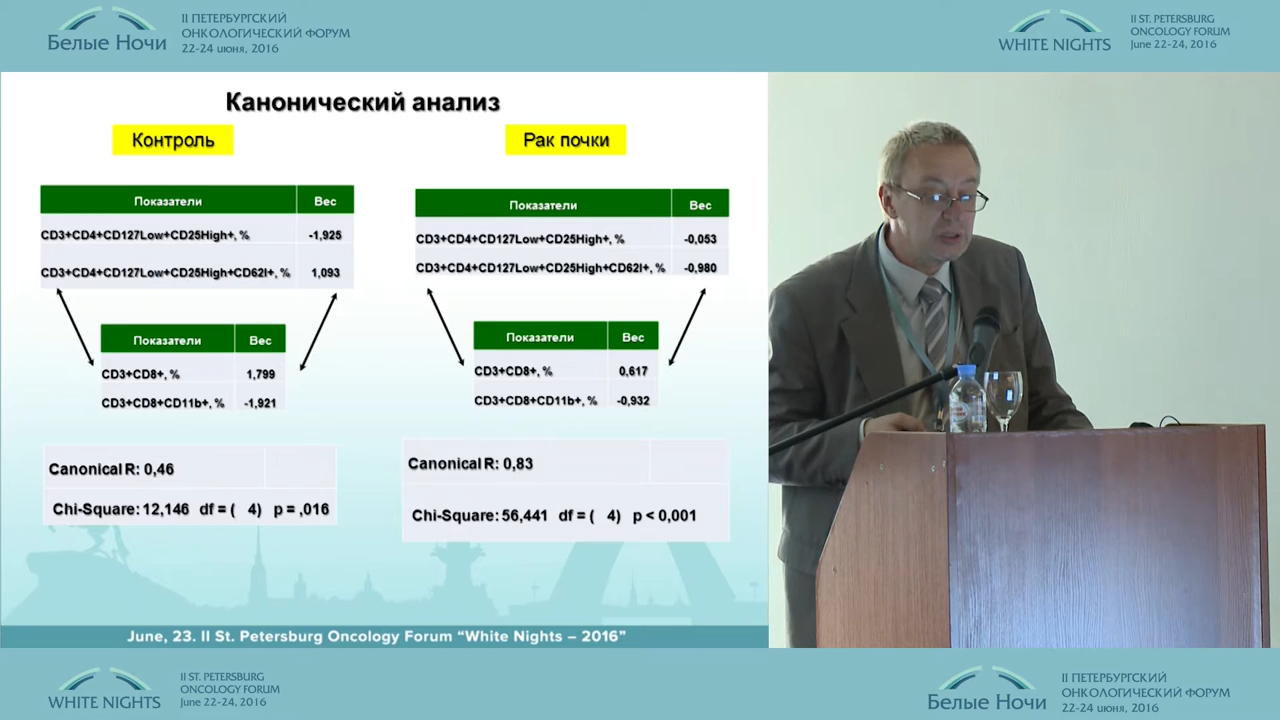 Белые Ночи
II ПЕТЕРБУРГСКИЙ
ОНКОЛОГИЧЕСКИЙ ФОРУМ
22-24 июня, 2016
WHITE NIGHTS
II ST. PETERSBURG
ONCOLOGY FORUM
June 22-24, 2016
Канонический анализ
Контроль
Показатели Вес
CD3+CD4+CD127Low+CD25High+, % -1,925
CD3+CD4+CD127Low+CD25High+CD62l+, % 1,093
Показатели Вес
CD3+CD8+, % 1,799
CD3+CD8+CD11b+, % -1,921
Canonical R: 0,46
Chi-Square: 12,146 df = ( 4) p = ,016
Рак почки
Показатели Вес
CD3+CD4+CD127Low+CD25High+, % -0,053
CD3+CD4+CD127Low+CD25High+CD62l+, % -0,980
Показатели Вес
CD3+CD8+, % 0,617
CD3+CD8+CD11b+, % -0,932
Canonical R: 0,83
Chi-Square: 56,441 df = ( 4) p < 0,001
June, 23. II St. Petersburg Oncology Forum “White Nights – 2016”
WHITE NIGHTS
II ST. PETERSBURG
ONCOLOGY FORUM
June 22-24, 2016
Белые Ночи
II ПЕТЕРБУРГСКИЙ
ОНКОЛОГИЧЕСКИЙ ФОРУМ
22-24 июня, 2016